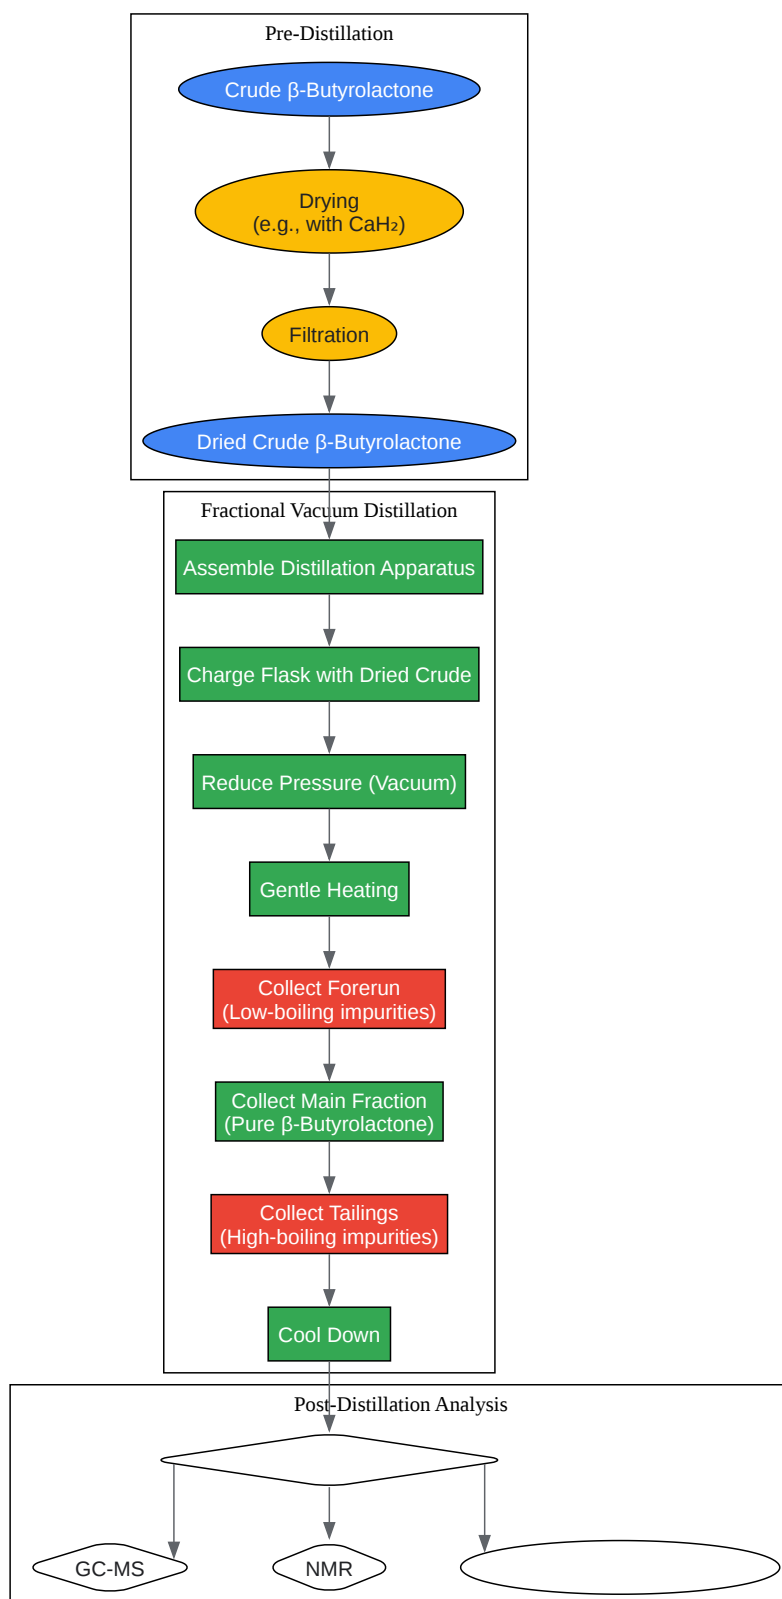 Pre-Distillation
Crude β-Butyrolactone
Drying
(e.g., with CaH₂)
Filtration
Dried Crude β-Butyrolactone
Fractional Vacuum Distillation
Assemble Distillation Apparatus
Charge Flask with Dried Crude
Reduce Pressure (Vacuum)
Gentle Heating
Collect Forerun
(Low-boiling impurities)
Collect Main Fraction
(Pure β-Butyrolactone)
Collect Tailings
(High-boiling impurities)
Cool Down
Post-Distillation Analysis
GC-MS
NMR